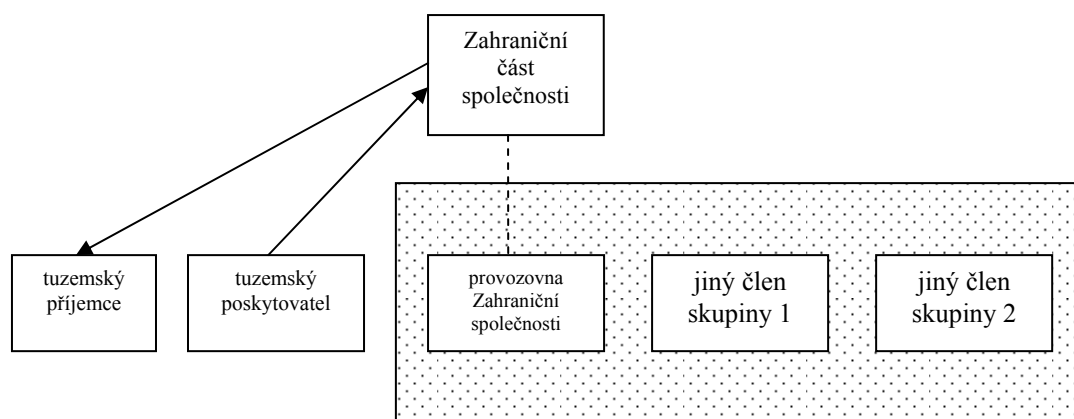 Zahraniční
část
společnosti
tuzemský
příjemce
tuzemský
poskytovatel
provozovna
Zahraniční
společnosti
jiný člen
skupiny 1
jiný člen
skupiny 2